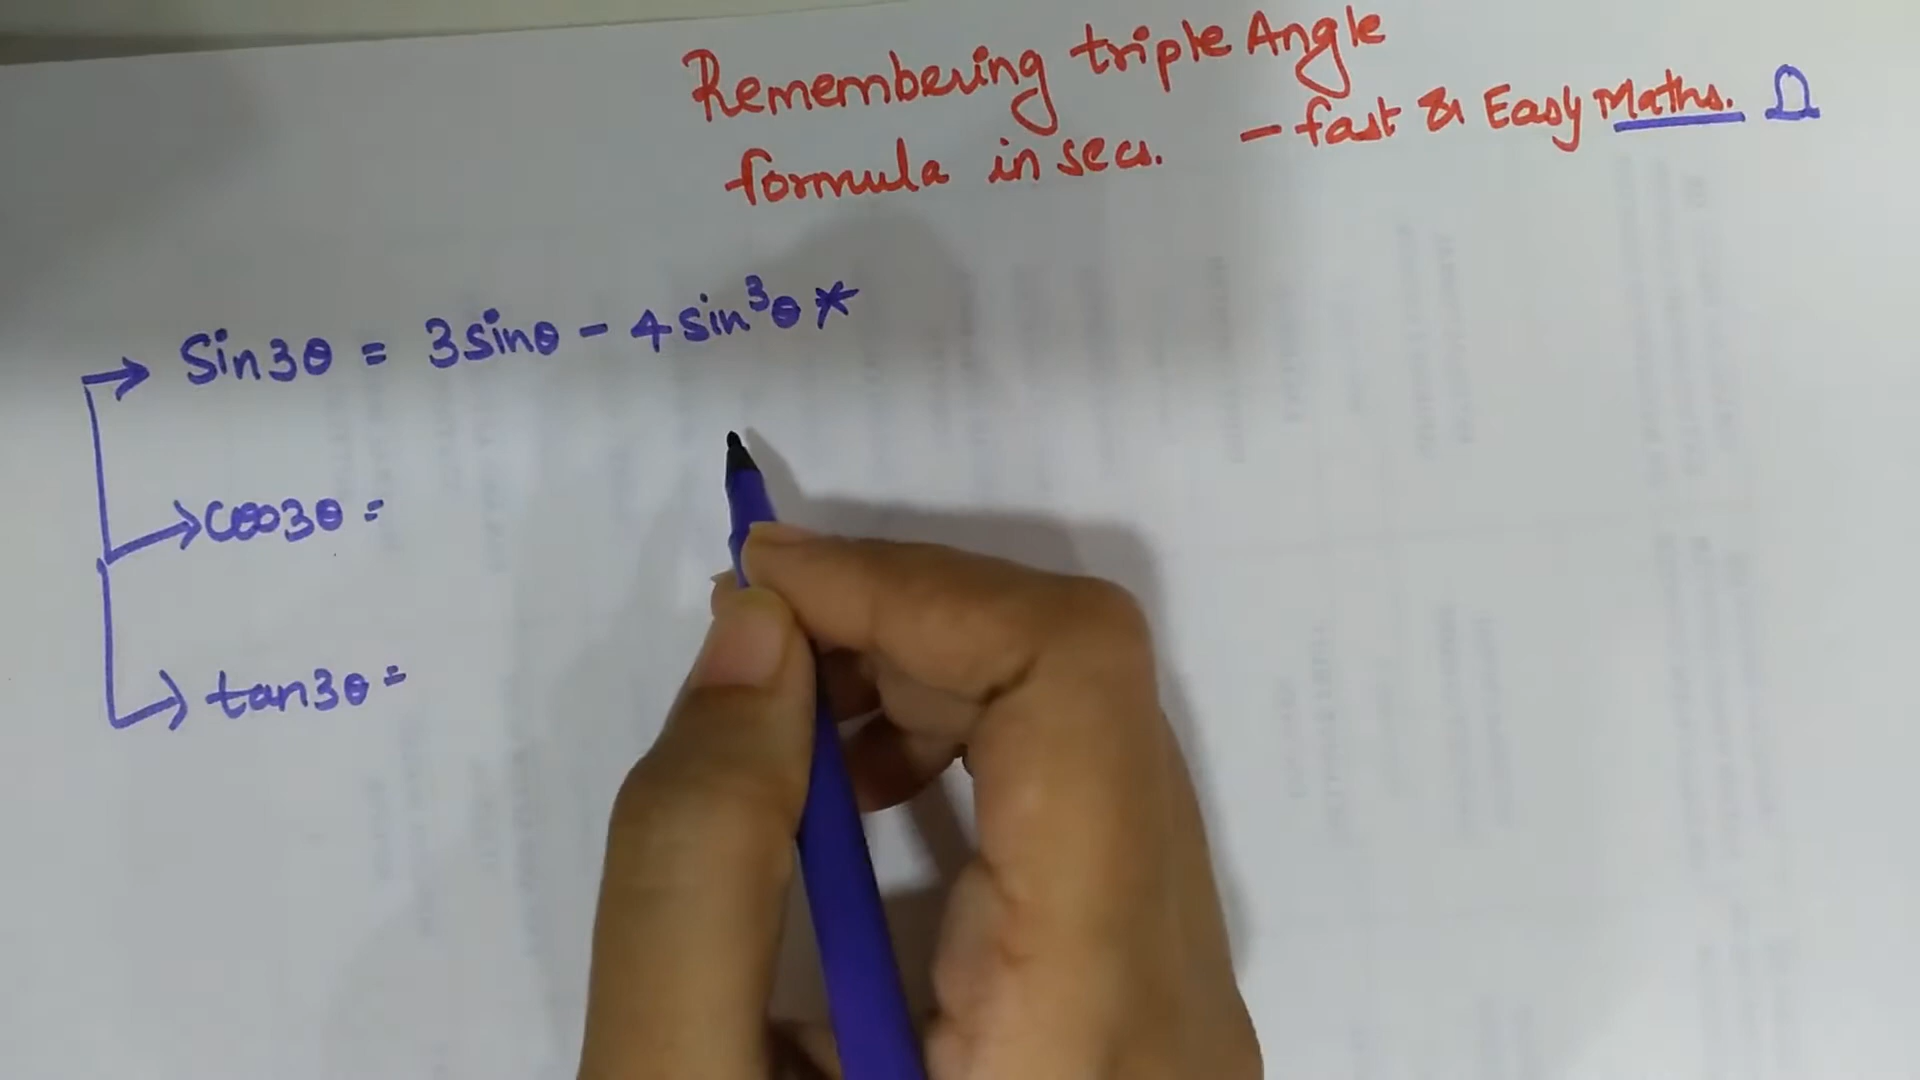 Remembering triple Angle
formula in secs. - fast & Easy Maths. Ω
→ Sin3θ = 3sinθ - 4sin³θ *
→ cos3θ =
→ tan3θ =